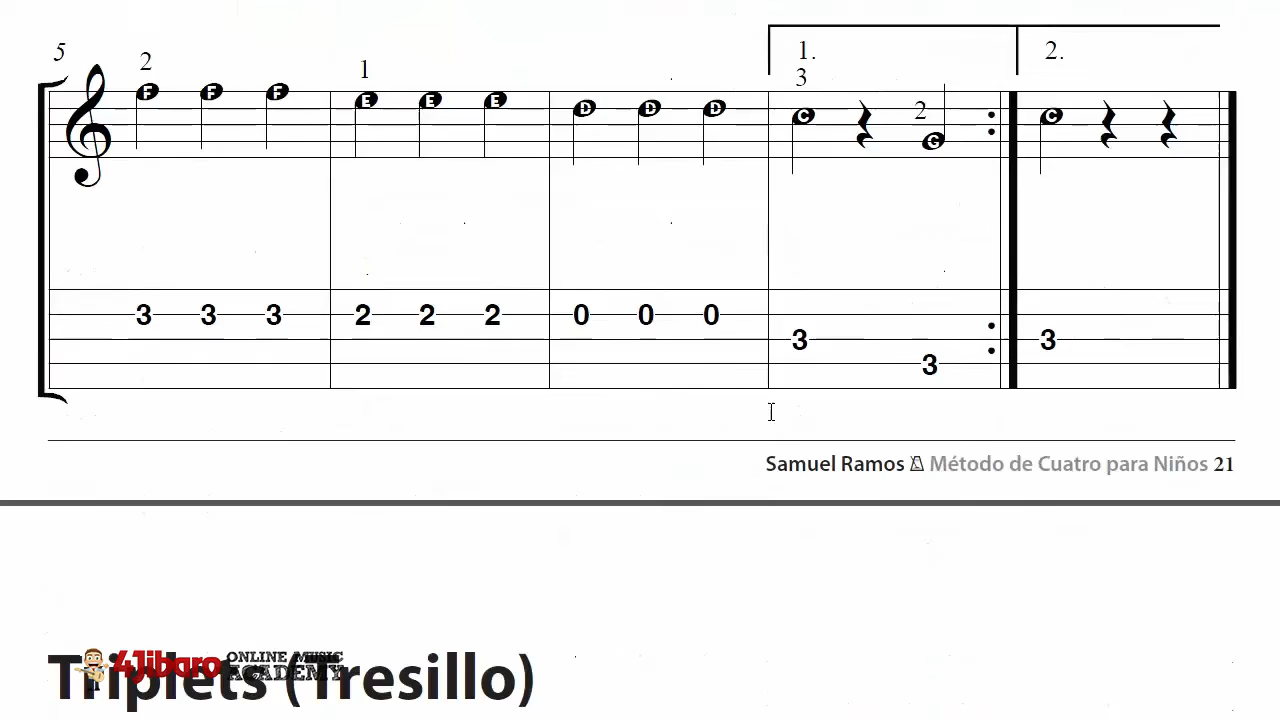 1. 2.
5 2 1 3
F F F E E E D D D C 2 G C
3 3 3 2 2 2 0 0 0 3 3 3
Samuel Ramos Método de Cuatro para Niños 21
4Jibaro ONLINE MUSIC ACADEMY
Triplets (Tresillo)